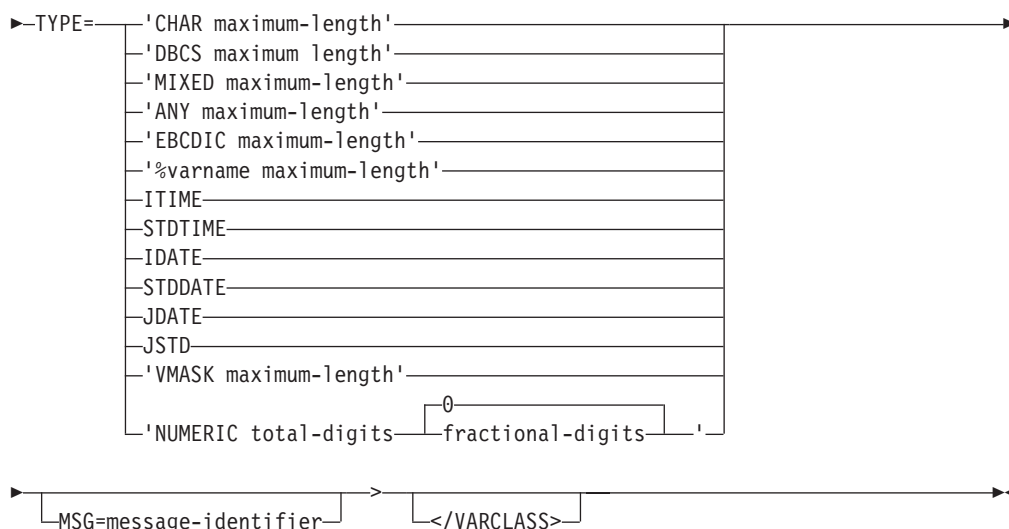 TYPE= 'CHAR maximum-length'
'DBCS maximum length'
'MIXED maximum-length'
'ANY maximum-length'
'EBCDIC maximum-length'
'%varname maximum-length'
ITIME
STDTIME
IDATE
STDDATE
JDATE
JSTD
'VMASK maximum-length'
0
'NUMERIC total-digits fractional-digits '
>
MSG=message-identifier </VARCLASS>